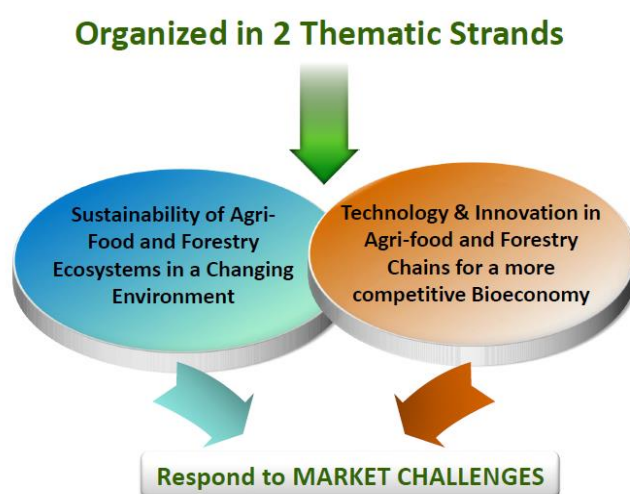 Organized in 2 Thematic Strands
Sustainability of Agri-
Food and Forestry
Ecosystems in a Changing
Environment
Technology & Innovation in
Agri-food and Forestry
Chains for a more
competitive Bioeconomy
Respond to MARKET CHALLENGES